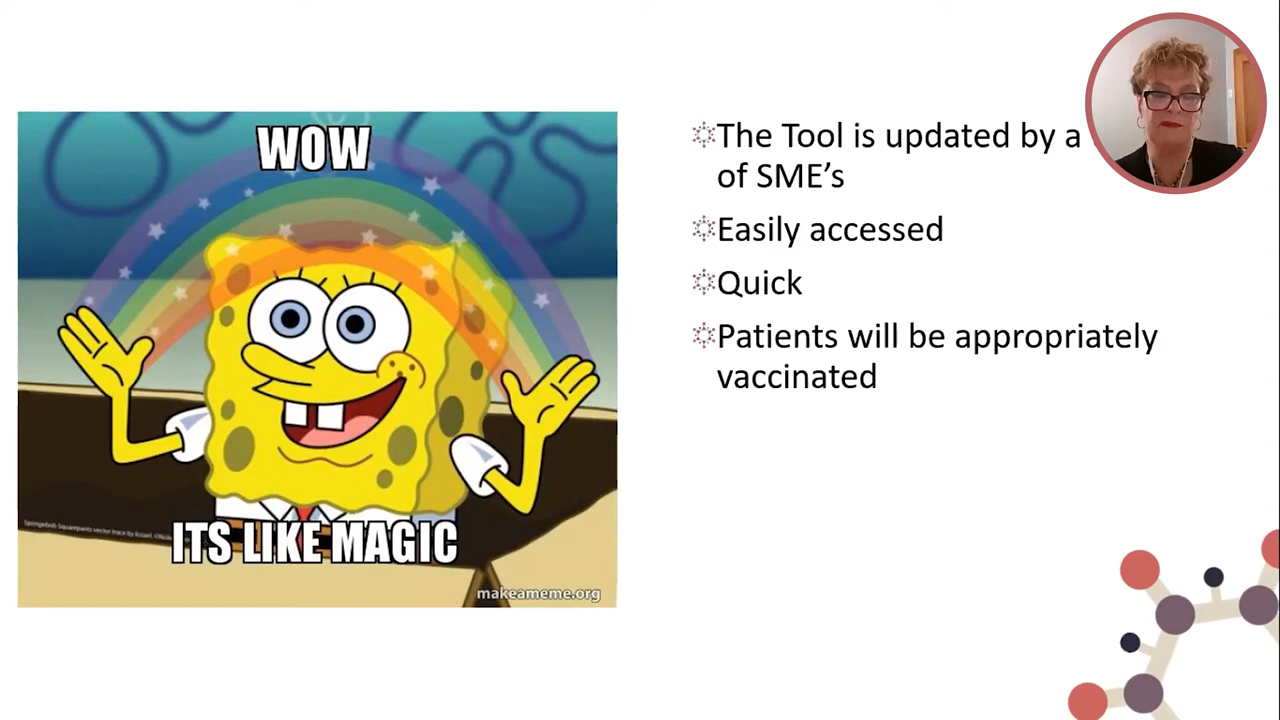 WOW
ITS LIKE MAGIC
makeameme.org
The Tool is updated by a
of SME’s
Easily accessed
Quick
Patients will be appropriately
vaccinated